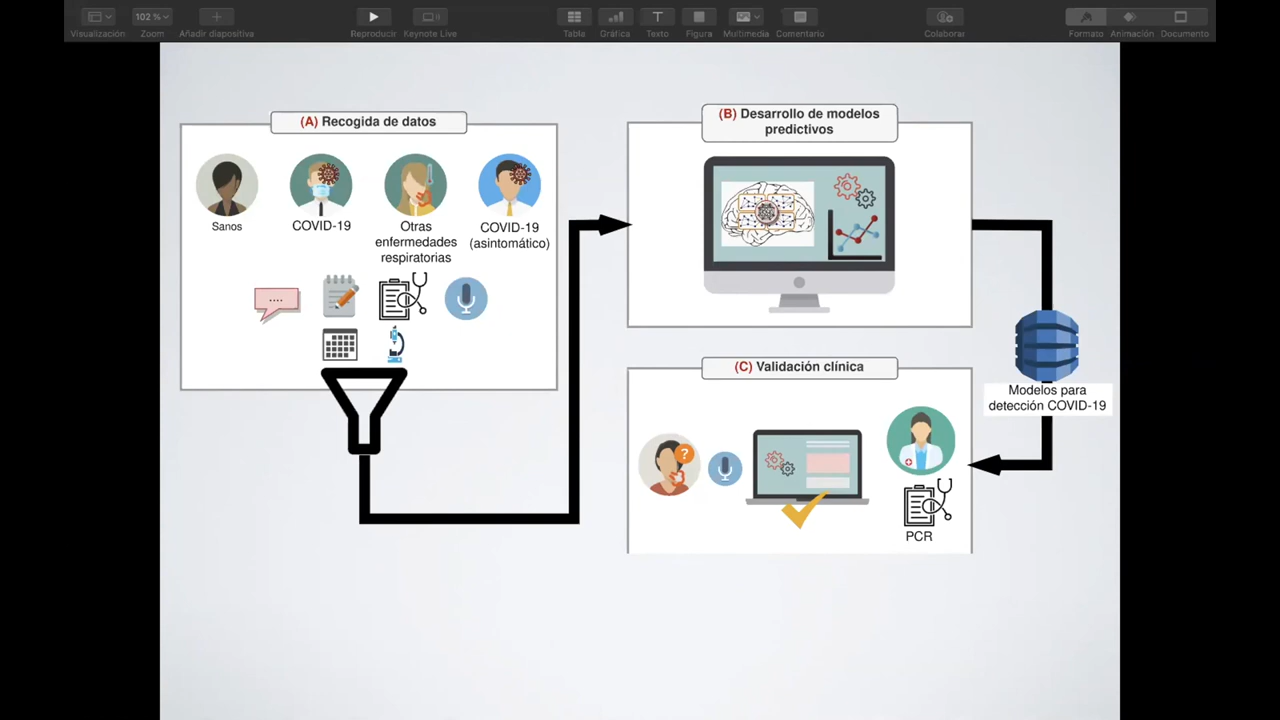 102 %
Visualización
Zoom
Añadir diapositiva
Reproducir
Keynote Live
Table
Gráfica
Texto
Figura
Multimedia
Comentario
Colaborar
Formato
Animación
Documento
(A) Recogida de datos
Sanos
COVID-19
Otras
enfermedades
respiratorias
COVID-19
(asintomático)
....
(B) Desarrollo de modelos
predictivos
Modelos para
detección COVID-19
(C) Validación clínica
?
PCR